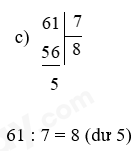 c) 61 7
56 8
5
61 : 7 = 8 (dư 5)